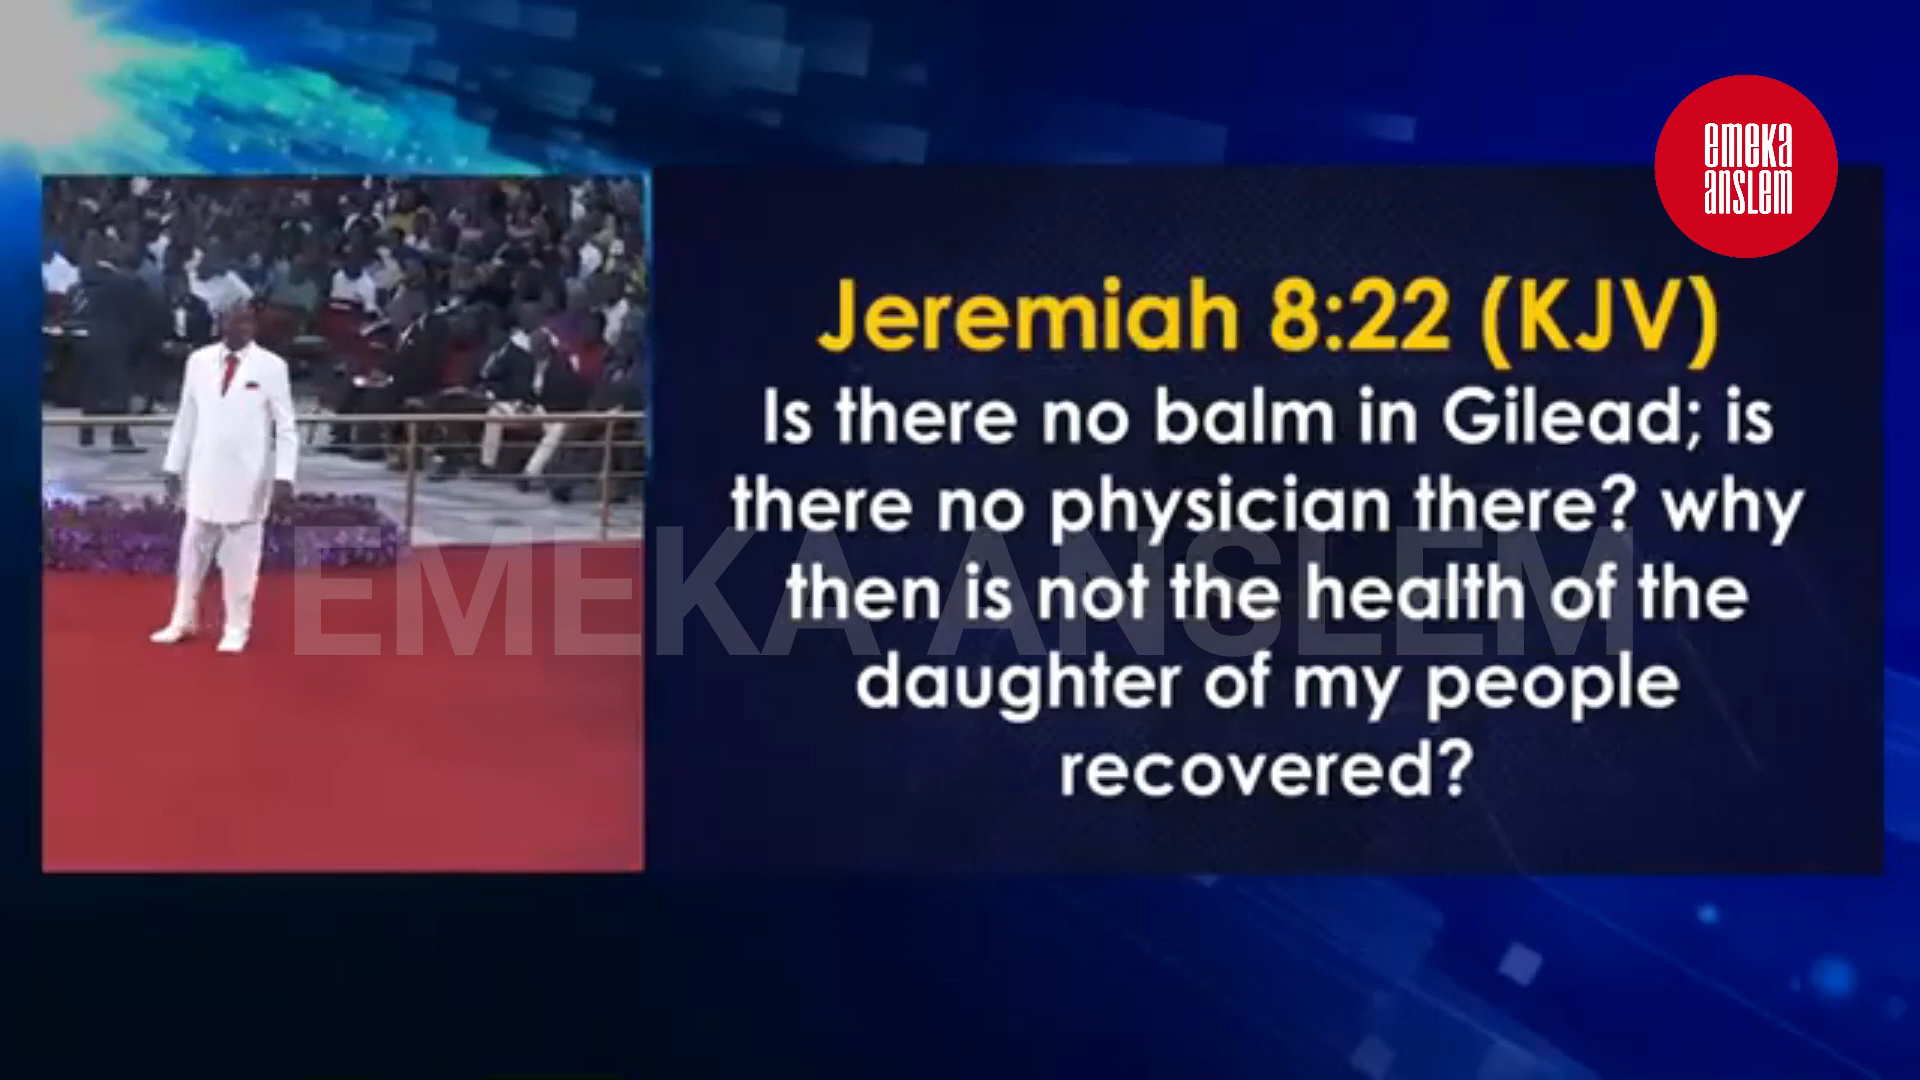 emeka
anslem
Jeremiah 8:22 (KJV)
Is there no balm in Gilead; is
there no physician there? why
then is not the health of the
daughter of my people
recovered?
EMEKA ANSLEM